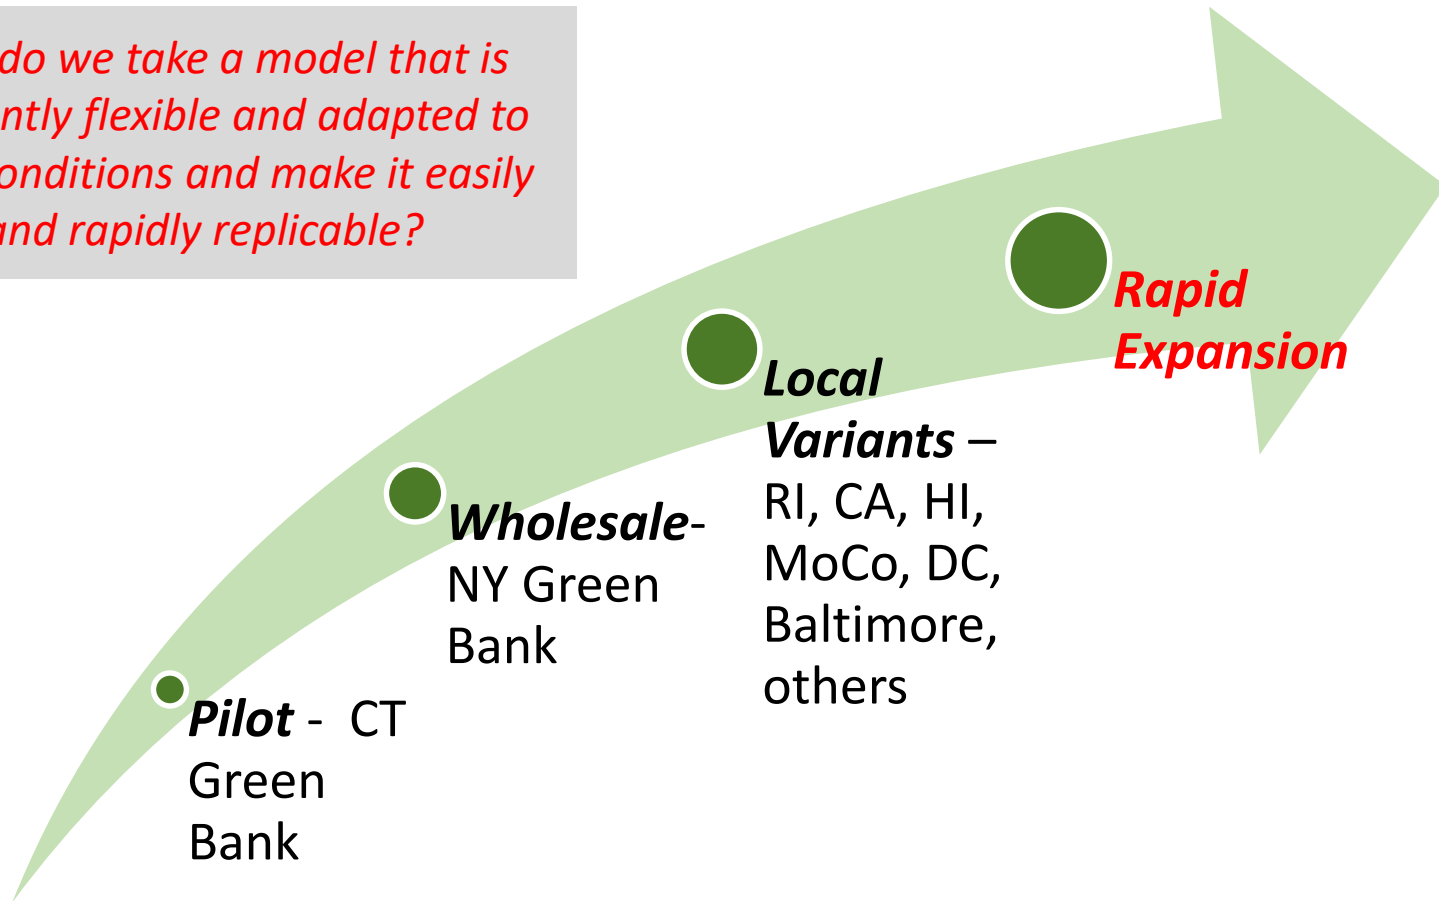 do we take a model that is
ntly flexible and adapted to
onditions and make it easily
and rapidly replicable?
Rapid
Expansion
Local
Variants –
RI, CA, HI,
MoCo, DC,
Baltimore,
others
Wholesale-
NY Green
Bank
Pilot - CT
Green
Bank